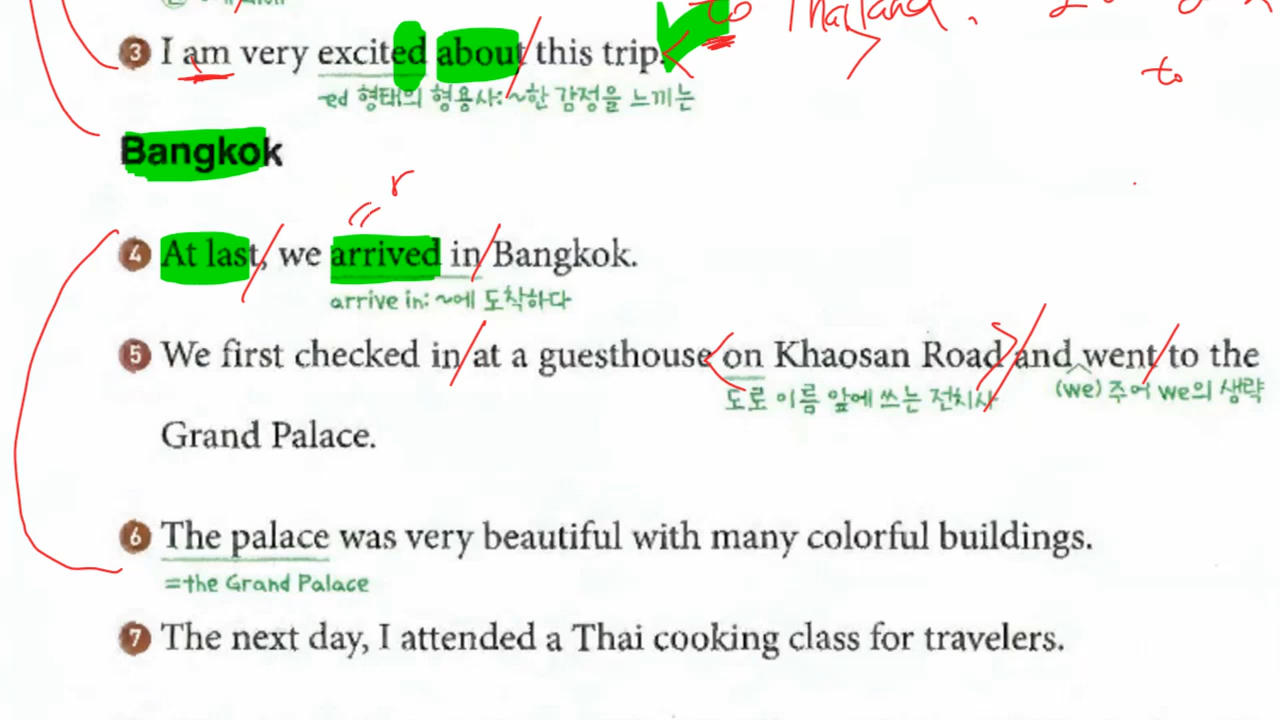 to Thailand.
③ I am very excited about this trip.
to
-ed 형태의 형용사: ~한 감정을 느끼는
Bangkok
r
④ At last, we arrived in Bangkok.
arrive in: ~에 도착하다
⑤ We first checked in at a guesthouse on Khaosan Road and went to the
도로 이름 앞에 쓰는 전치사 (we) 주어 we의 생략
Grand Palace.
⑥ The palace was very beautiful with many colorful buildings.
=the Grand Palace
⑦ The next day, I attended a Thai cooking class for travelers.